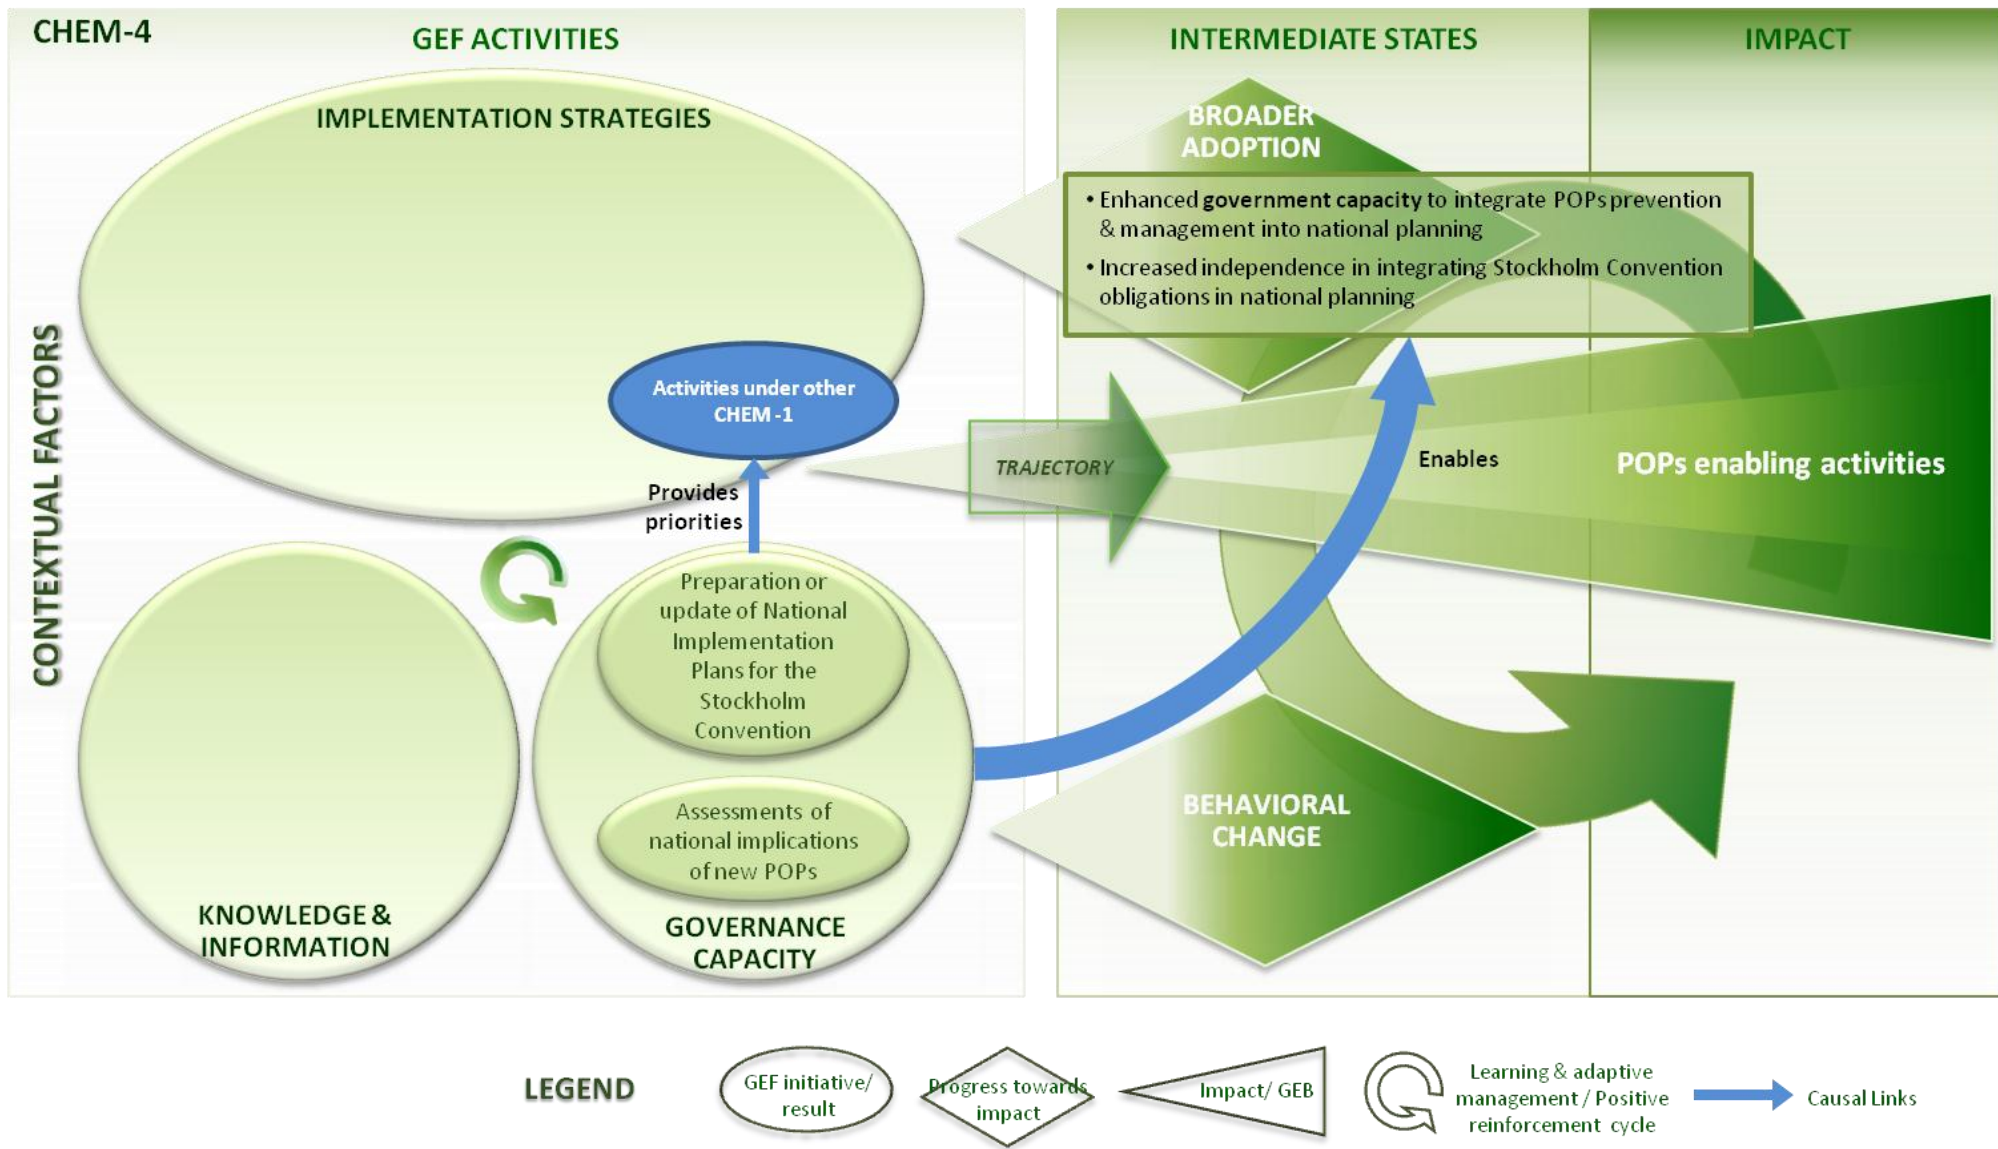 CHEM-4
GEF ACTIVITIES
INTERMEDIATE STATES
IMPACT
CONTEXTUAL FACTORS
IMPLEMENTATION STRATEGIES
Activities under other
CHEM -1
Provides
priorities
Preparation or
update of National
Implementation
Plans for the
Stockholm
Convention
Assessments of
national implications
of new POPs
GOVERNANCE
CAPACITY
KNOWLEDGE &
INFORMATION
BROADER
ADOPTION
• Enhanced government capacity to integrate POPs prevention
& management into national planning
• Increased independence in integrating Stockholm Convention
obligations in national planning
TRAJECTORY
Enables
POPs enabling activities
BEHAVIORAL
CHANGE
LEGEND
GEF initiative/
result
Progress towards
impact
Impact/ GEB
Learning & adaptive
management / Positive
reinforcement cycle
Causal Links